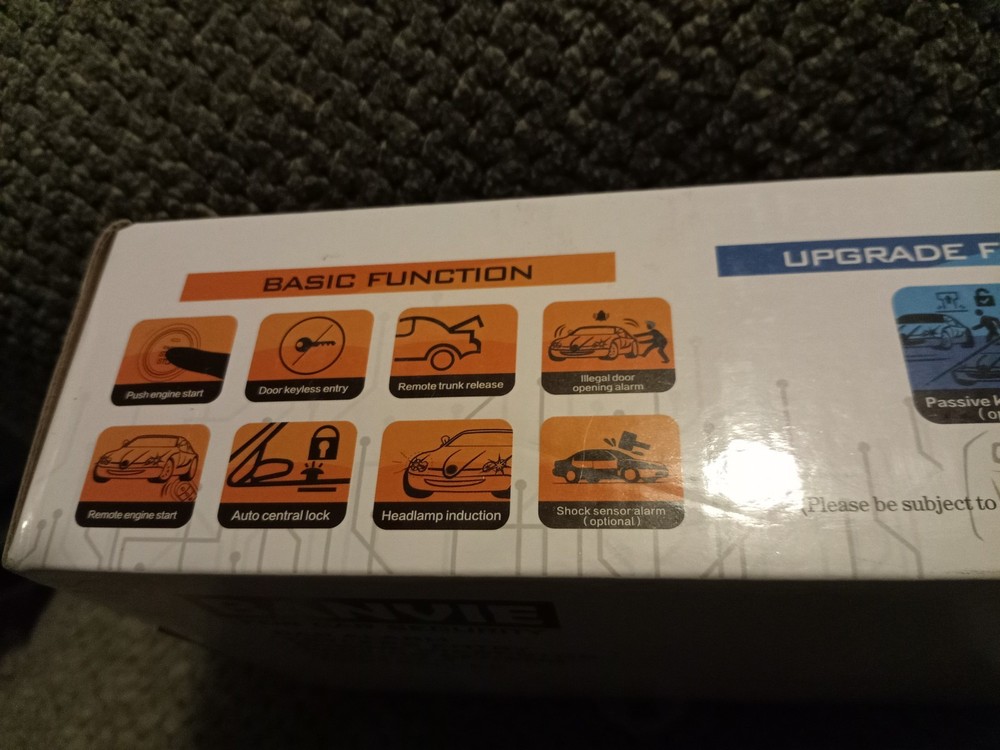 BASIC FUNCTION
UPGRADE F
Push engine start
Door keyless entry
Remote trunk release
Illegal door
opening alarm
Passive k
Remote engine start
Auto central lock
Headlamp induction
Shock sensor alarm
(optional)
(Please be subject to